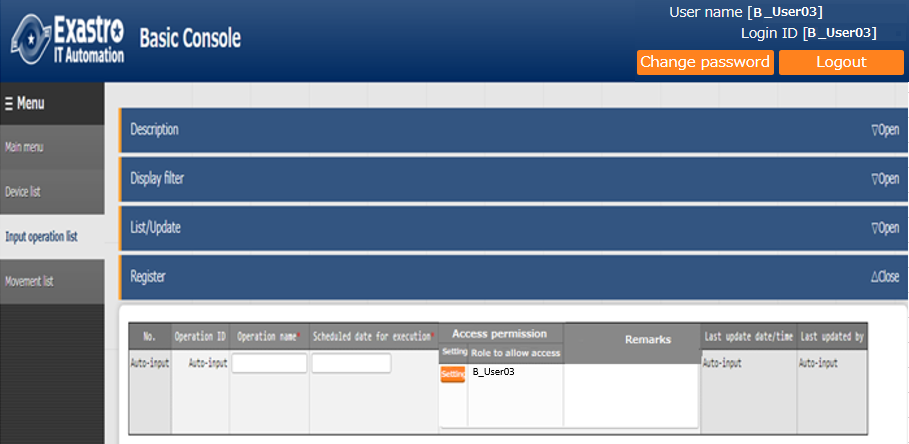 Exastro
IT Automation
Basic Console
User name [B_User03]
Login ID [B_User03]
Change password
Logout
☰ Menu
Main menu
Device list
Input operation list
Movement list
Description
▽Open
Display filter
▽Open
List/Update
▽Open
Register
△Close
No.
Operation ID
Operation name*
Scheduled date for execution*
Access permission
Setting
Role to allow access
Remarks
Last update date/time
Last updated by
Auto-input
Auto-input
Setting
B_User03
Auto-input
Auto-input